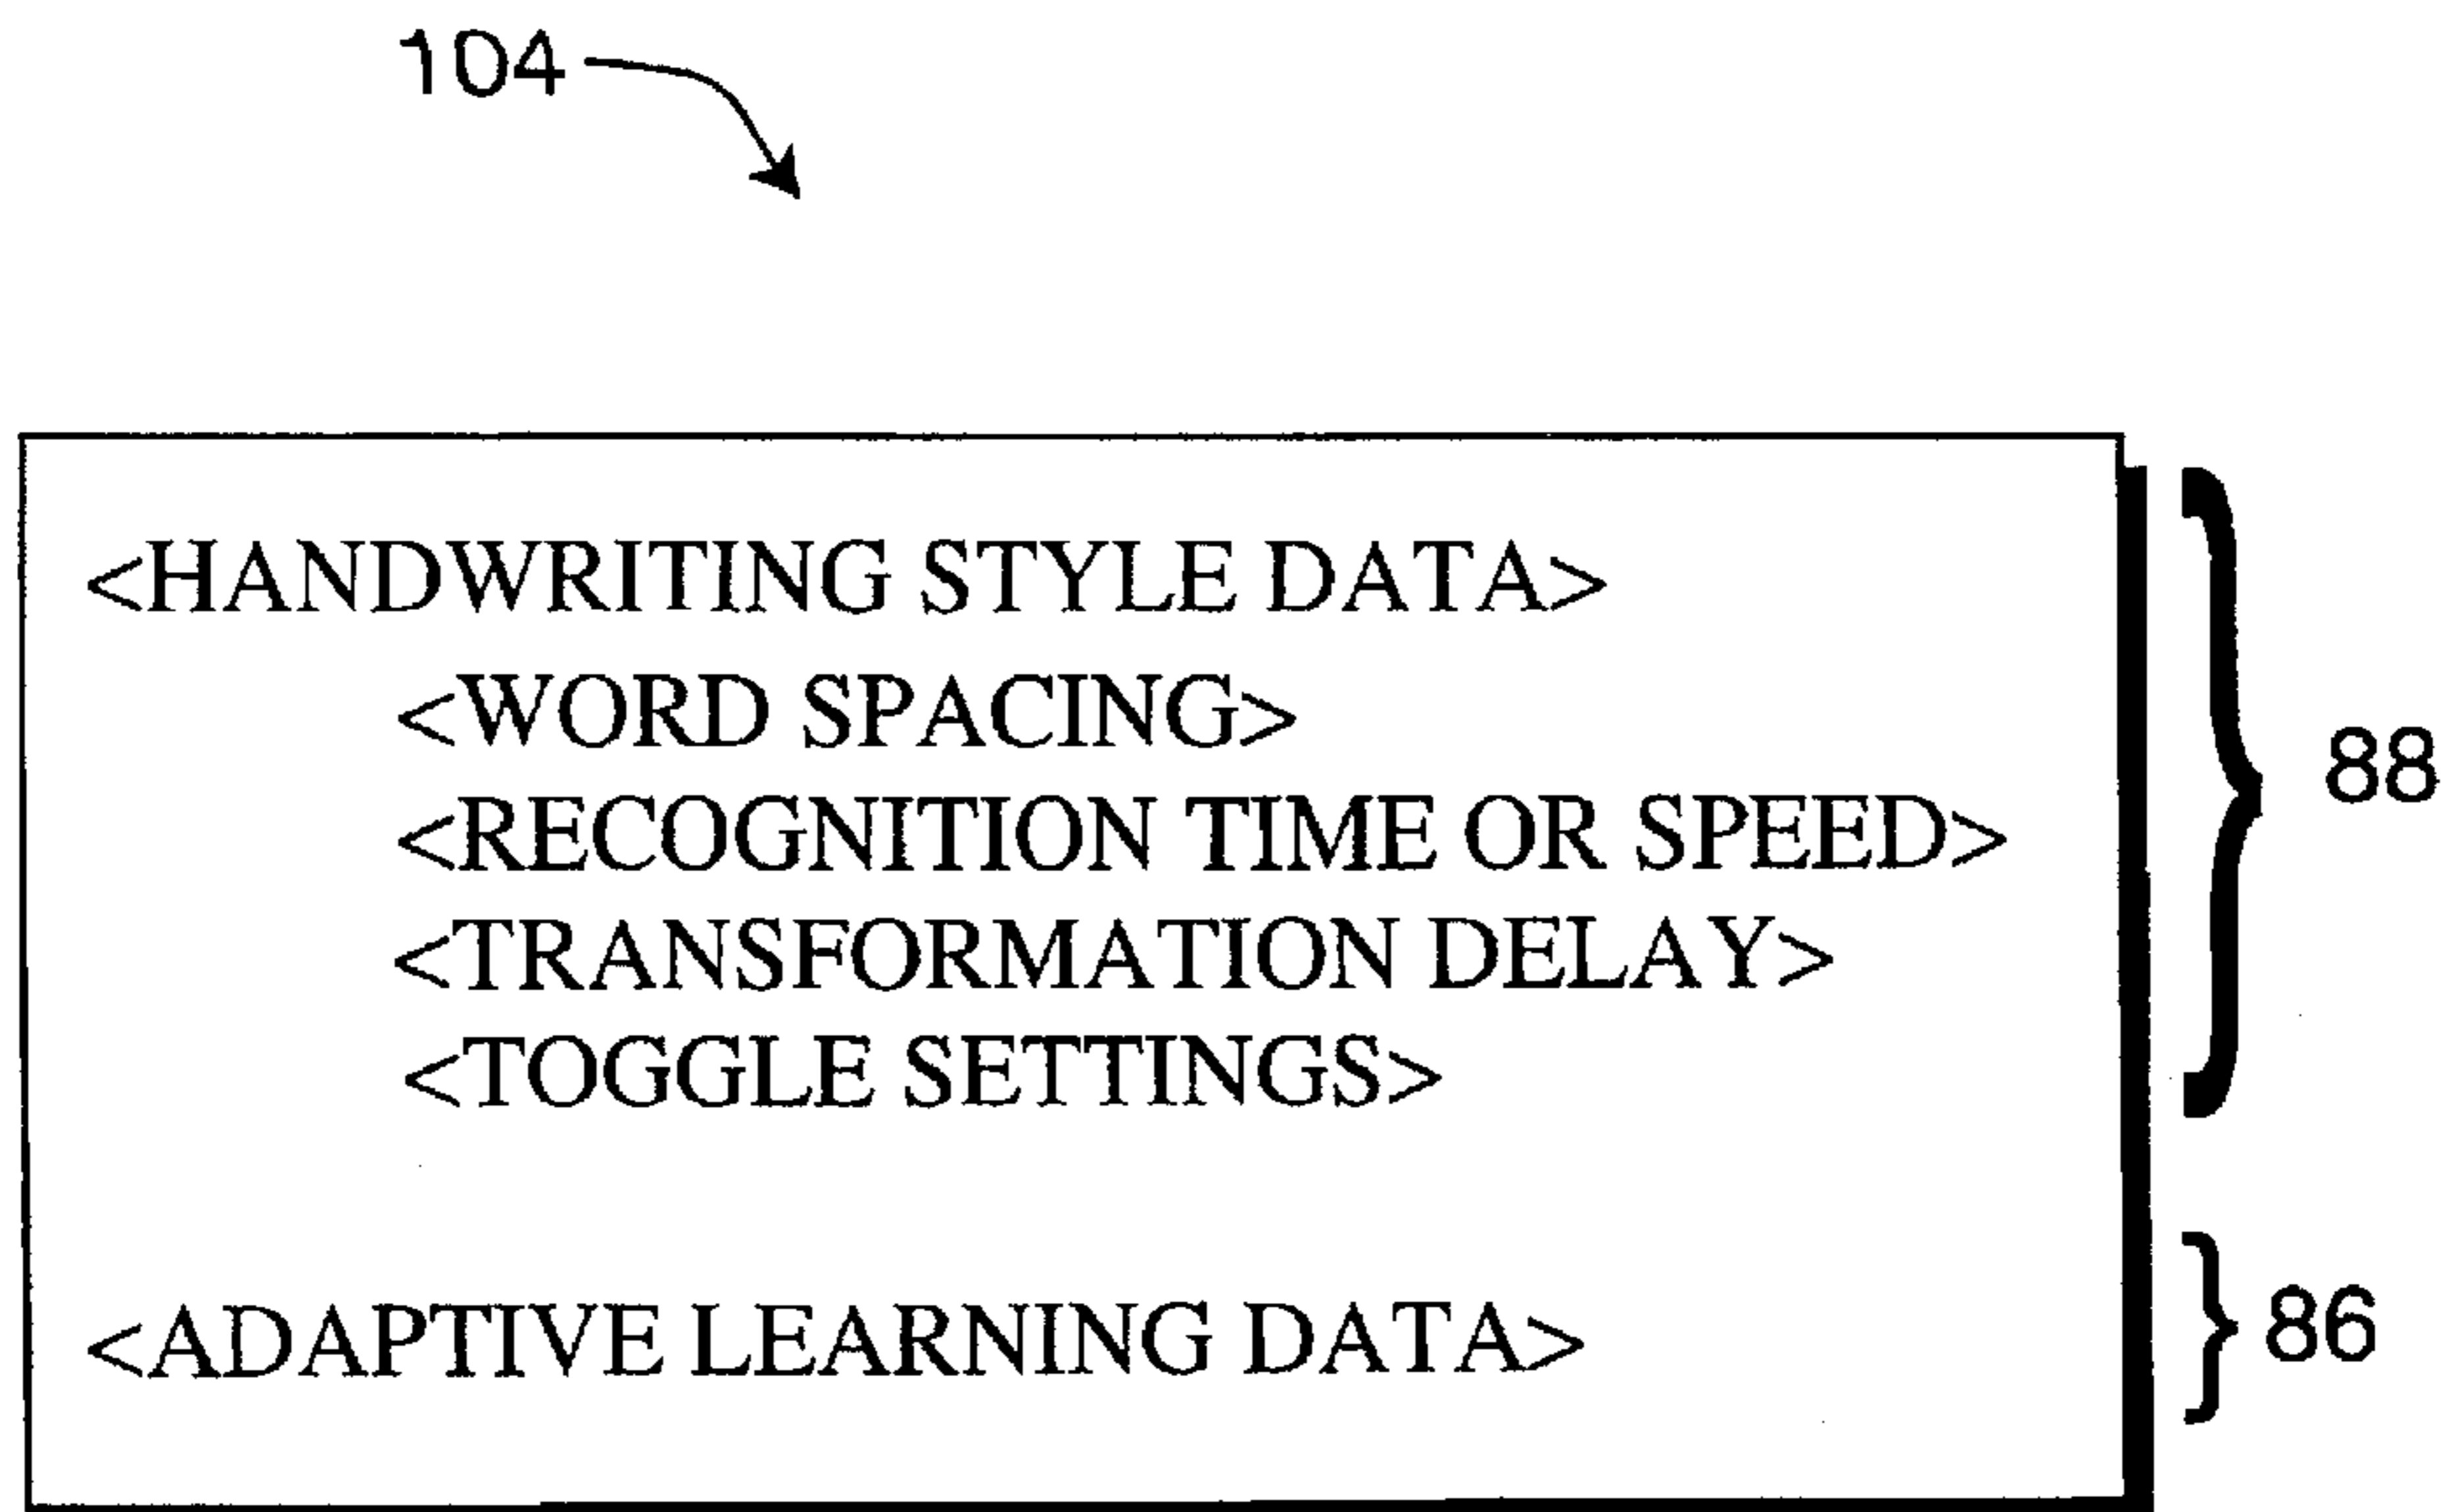 104
<HANDWRITING STYLE DATA>
<WORD SPACING>
<RECOGNITION TIME OR SPEED>
88
<TRANSFORMATION DELAY>
<TOGGLE SETTINGS>
<ADAPTIVE LEARNING DATA>
86